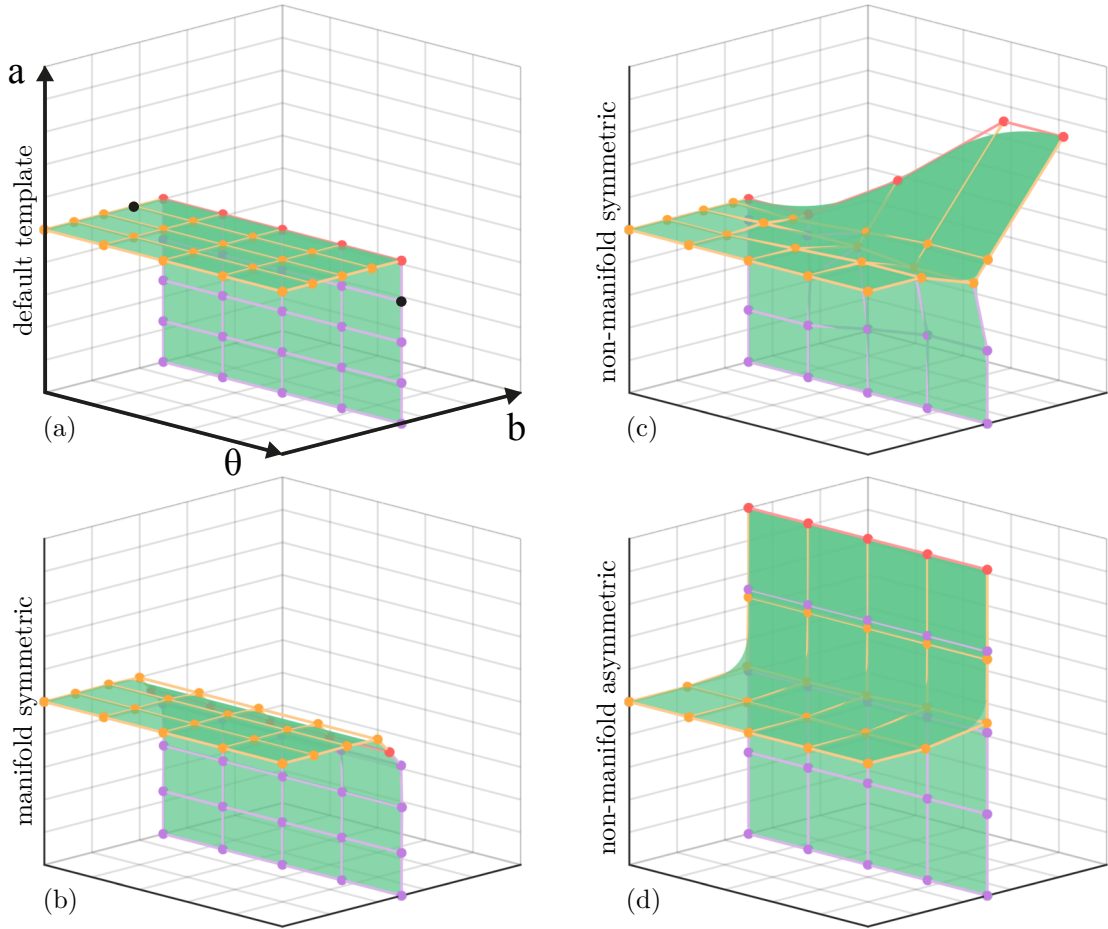 a
default template
(a)
θ
b
non-manifold symmetric
(c)
manifold symmetric
(b)
non-manifold asymmetric
(d)